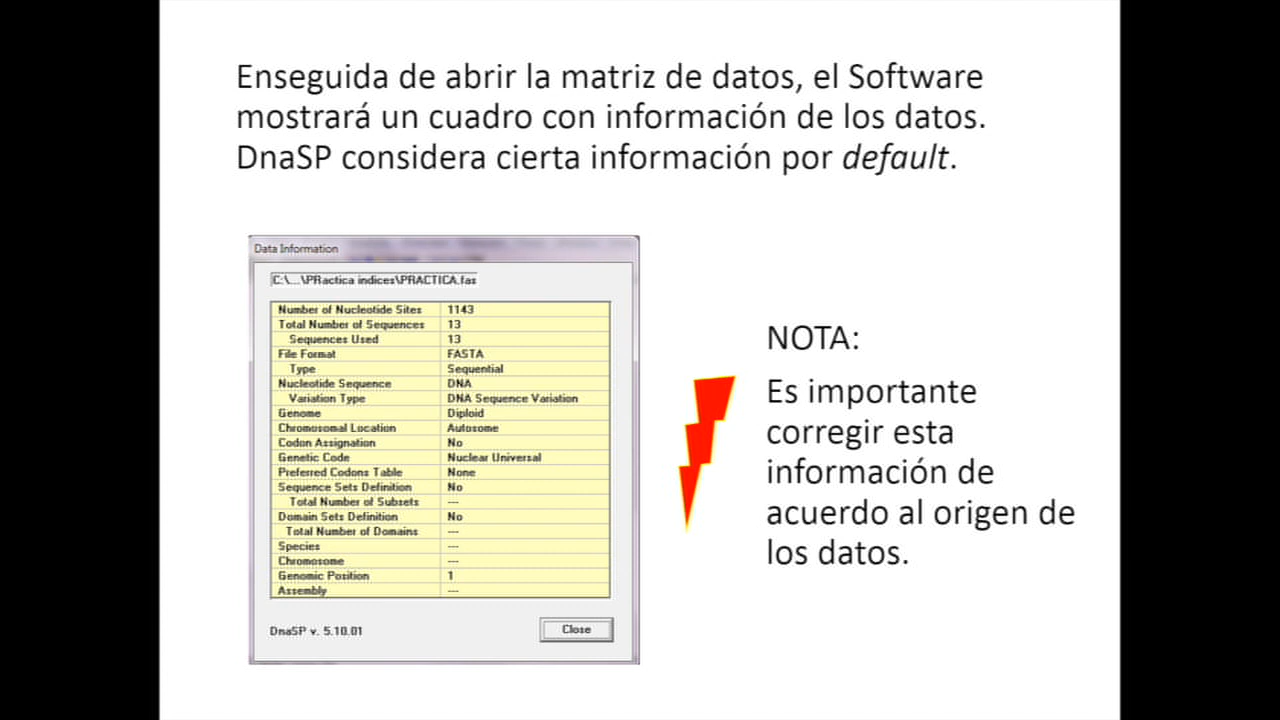 Enseguida de abrir la matriz de datos, el Software
mostrará un cuadro con información de los datos.
DnaSP considera cierta información por default.
Data Information
C:\...\PRactica indices\PRACTICA.fas
Number of Nucleotide Sites 1143
Total Number of Sequences 13
Sequences Used 13
File Format FASTA
Type Sequential
Nucleotide Sequence DNA
Variation Type DNA Sequence Variation
Genome Diploid
Chromosomal Location Autosome
Codon Assignation No
Genetic Code Nuclear Universal
Preferred Codons Table None
Sequence Sets Definition No
Total Number of Subsets ---
Domain Sets Definition No
Total Number of Domains ---
Species ---
Chromosome ---
Genomic Position 1
Assembly ---
DnaSP v. 5.10.01
Close
NOTA:
Es importante
corregir esta
información de
acuerdo al origen de
los datos.